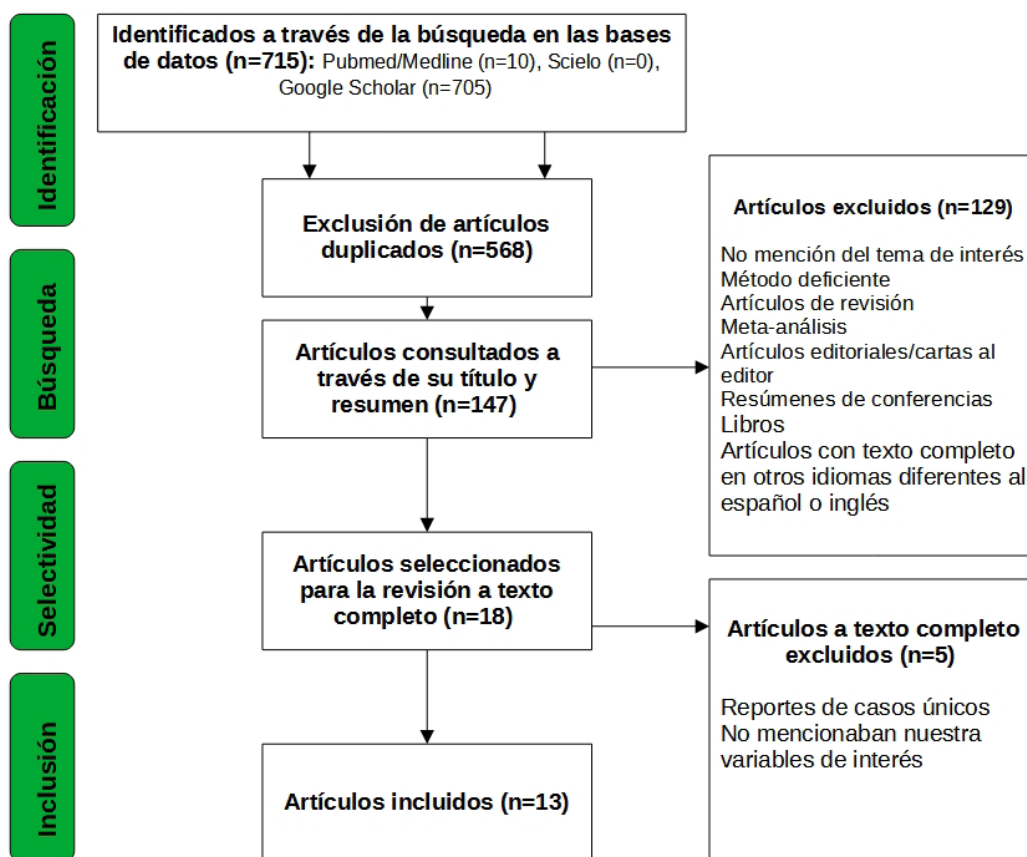 Identificación
Identificados a través de la búsqueda en las bases
de datos (n=715): Pubmed/Medline (n=10), Scielo (n=0),
Google Scholar (n=705)
Exclusión de artículos
duplicados (n=568)
Búsqueda
Artículos consultados a
través de su título y
resumen (n=147)
Artículos excluidos (n=129)
No mención del tema de interés
Método deficiente
Artículos de revisión
Meta-análisis
Artículos editoriales/cartas al
editor
Resúmenes de conferencias
Libros
Artículos con texto completo
en otros idiomas diferentes al
español o inglés
Selectividad
Artículos seleccionados
para la revisión a texto
completo (n=18)
Artículos a texto completo
excluidos (n=5)
Reportes de casos únicos
No mencionaban nuestra
variables de interés
Inclusión
Artículos incluidos (n=13)